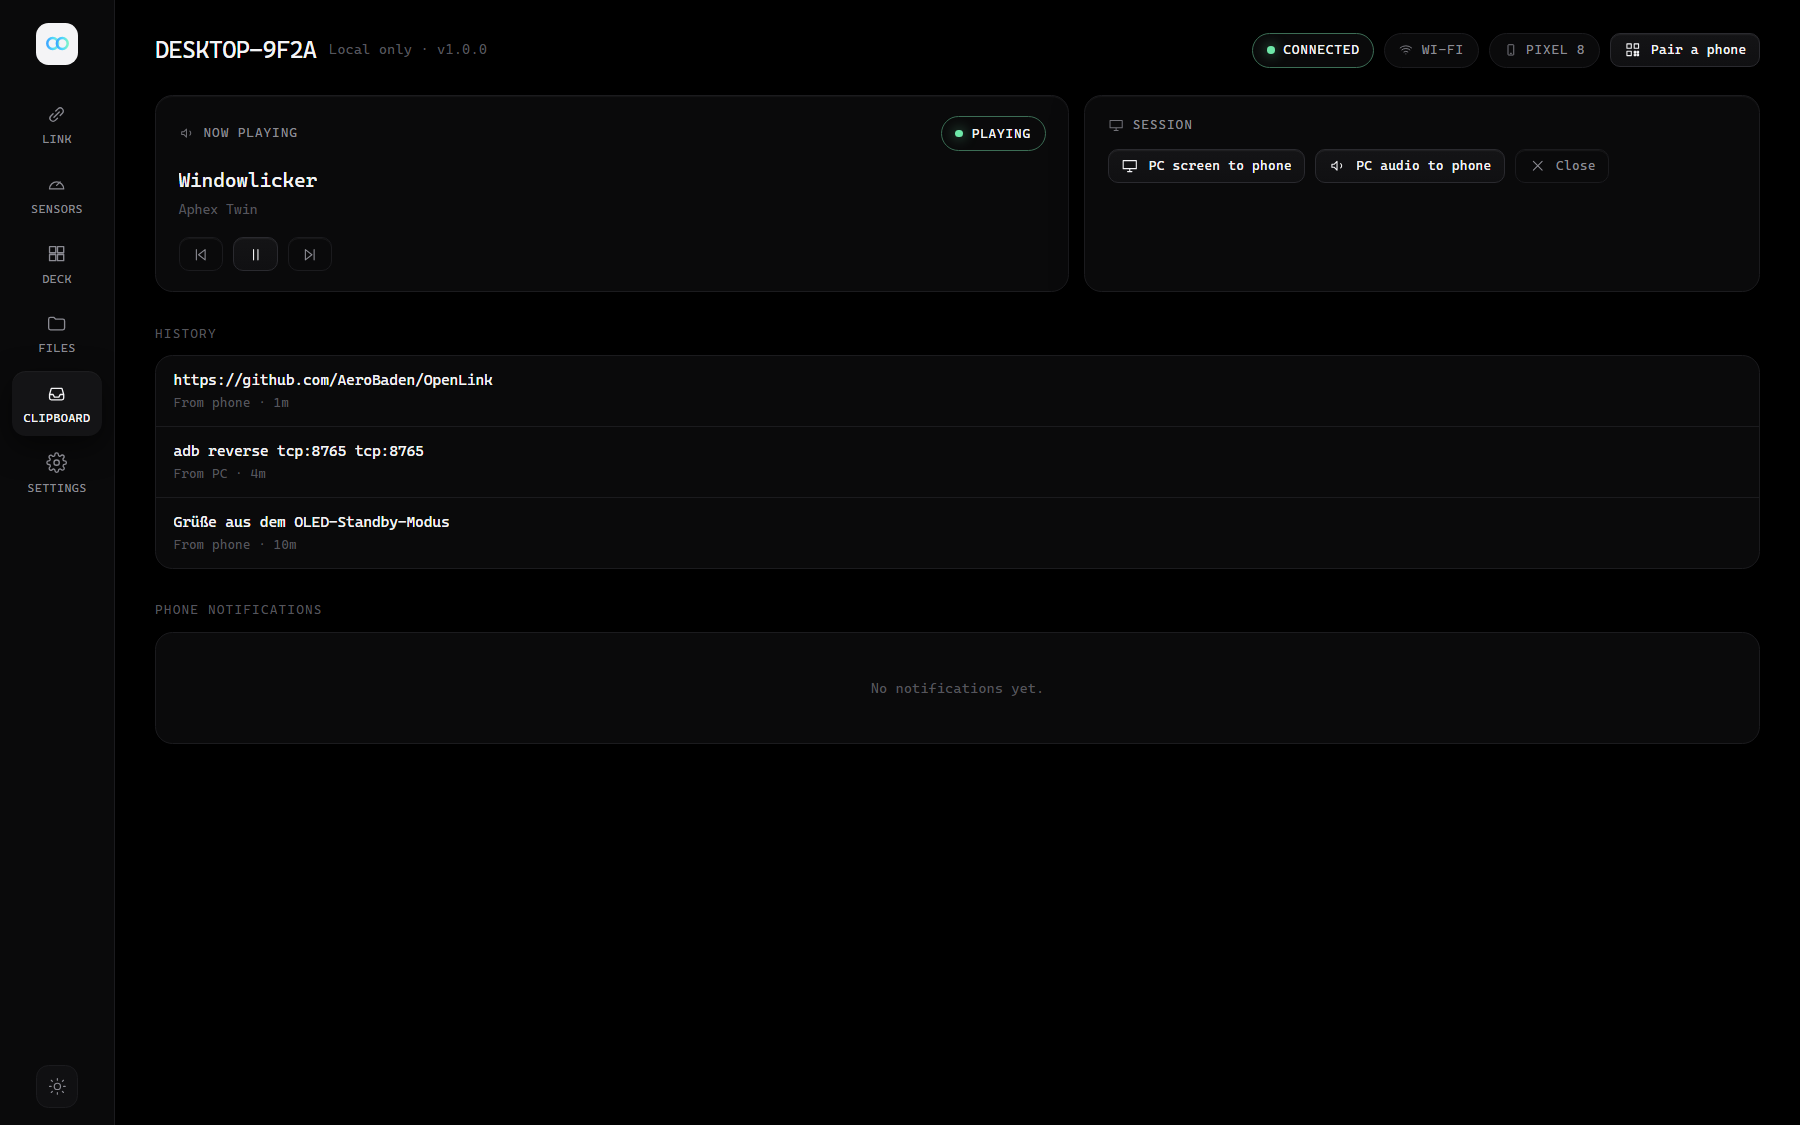 DESKTOP-9F2A Local only · v1.0.0
CONNECTED WI-FI PIXEL 8 Pair a phone
LINK
SENSORS
DECK
FILES
CLIPBOARD
SETTINGS
NOW PLAYING PLAYING
Windowlicker
Aphex Twin
SESSION
PC screen to phone PC audio to phone Close
HISTORY
https://github.com/AeroBaden/OpenLink
From phone · 1m
adb reverse tcp:8765 tcp:8765
From PC · 4m
Grüße aus dem OLED-Standby-Modus
From phone · 10m
PHONE NOTIFICATIONS
No notifications yet.